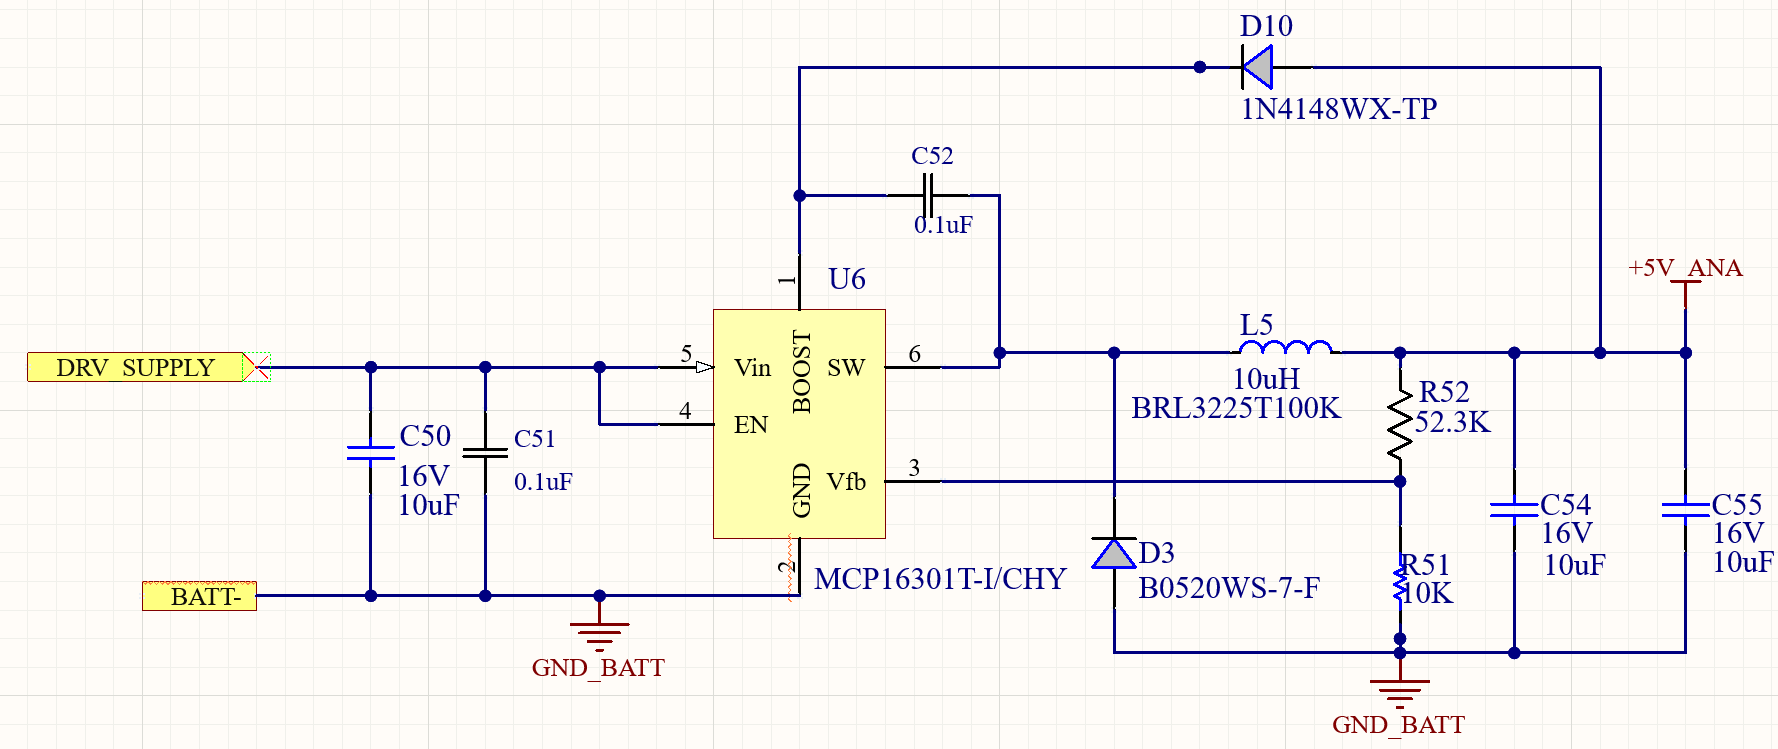 D10
1N4148WX-TP
C52
0.1uF
1
U6
+5V_ANA
DRV_SUPPLY
5
Vin
BOOST
SW
6
L5
10uH
BRL3225T100K
R52
52.3K
4
EN
C50
16V
10uF
C51
0.1uF
GND
Vfb
3
C54
16V
10uF
C55
16V
10uF
D3
B0520WS-7-F
R51
10K
2
MCP16301T-I/CHY
BATT-
GND_BATT
GND_BATT